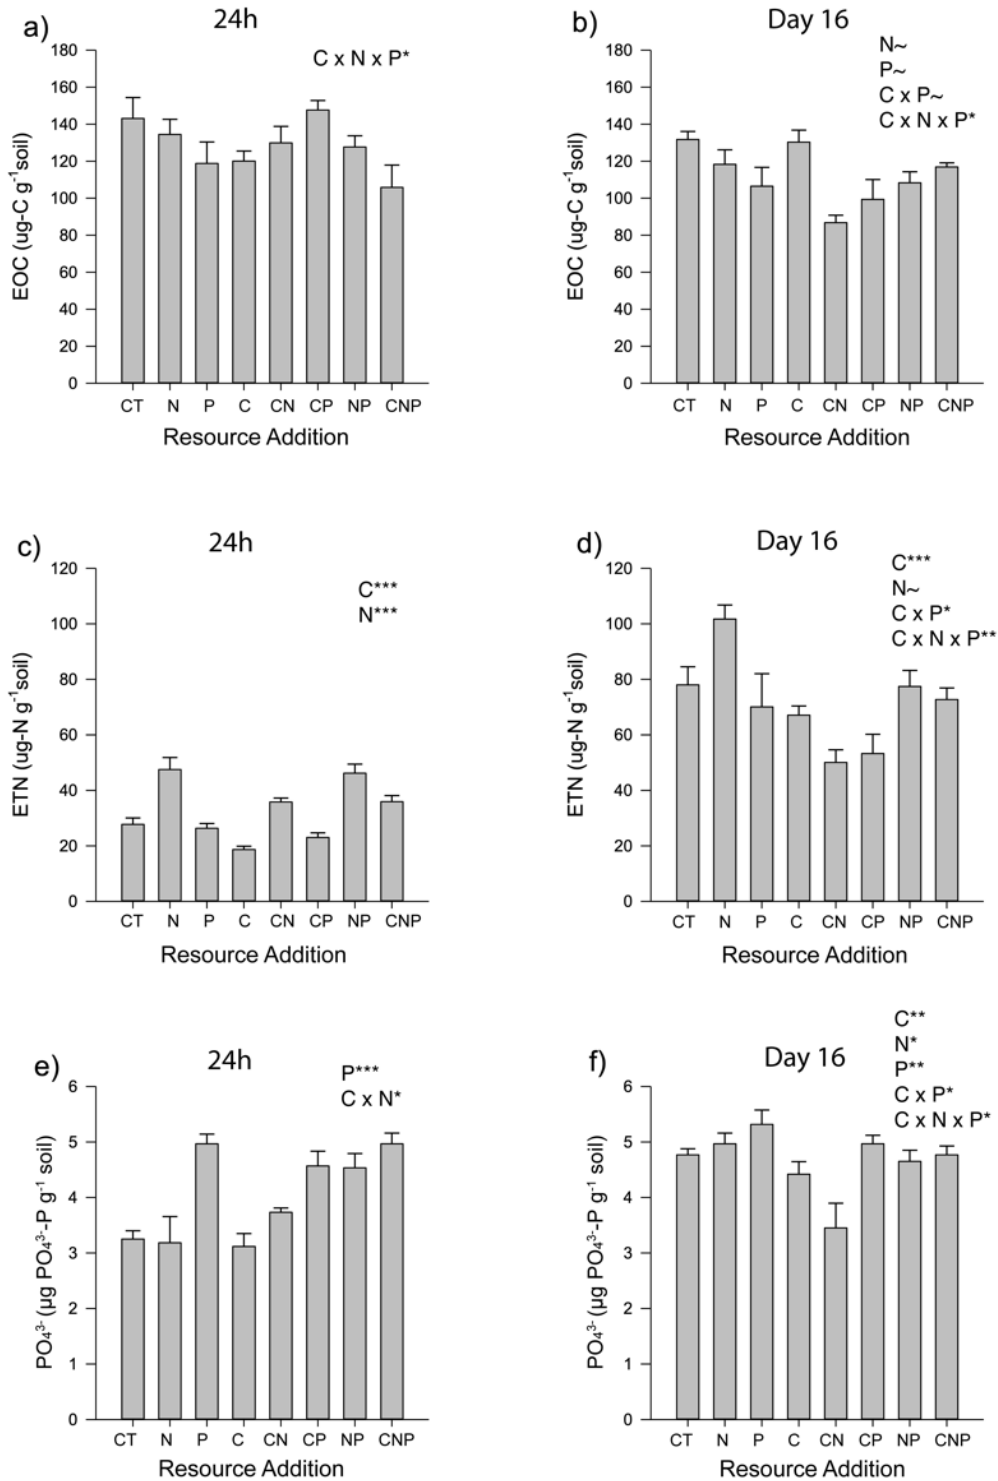 a)
24h
C x N x P*
EOC (ug-C g⁻¹soil)
180
160
140
120
100
80
60
40
20
0
CT N P C CN CP NP CNP
Resource Addition
b)
Day 16
N~
P~
C x P~
C x N x P*
EOC (ug-C g⁻¹soil)
180
160
140
120
100
80
60
40
20
0
CT N P C CN CP NP CNP
Resource Addition
c)
24h
C***
N***
ETN (ug-N g⁻¹soil)
120
100
80
60
40
20
0
CT N P C CN CP NP CNP
Resource Addition
d)
Day 16
C***
N~
C x P*
C x N x P**
ETN (ug-N g⁻¹soil)
120
100
80
60
40
20
0
CT N P C CN CP NP CNP
Resource Addition
e)
24h
P***
C x N*
PO₄³⁻ (µg PO₄³⁻-P g⁻¹ soil)
6
5
4
3
2
1
0
CT N P C CN CP NP CNP
Resource Addition
f)
Day 16
C**
N*
P**
C x P*
C x N x P*
PO₄³⁻ (µg PO₄³⁻-P g⁻¹ soil)
6
5
4
3
2
1
0
CT N P C CN CP NP CNP
Resource Addition